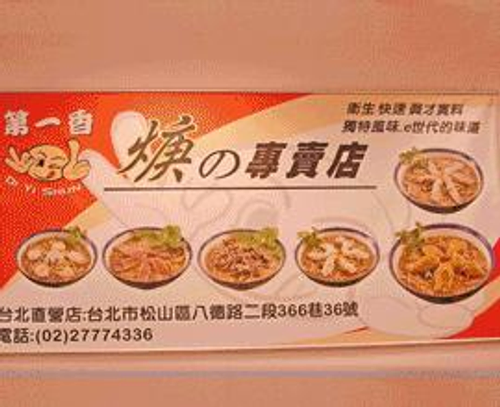 第一香
Di Yi Shiun
焿の專賣店
衛生 快速 真才實料
獨特風味.e世代的味道
台北直營店:台北市松山區八德路二段366巷36號
電話:(02)27774336